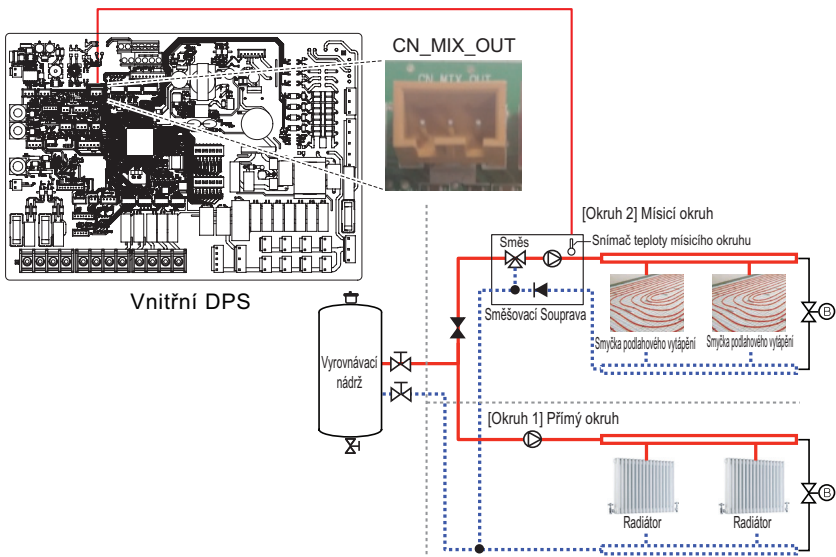 CN_MIX_OUT
CN_MIX_OUT
Vnitřní DPS
[Okruh 2] Mísicí okruh
Směs
Snímač teploty mísicího okruhu
Směšovací Souprava
Smyčka podlahového vytápění
Smyčka podlahového vytápění
B
Vyrovnávací
nádrž
[Okruh 1] Přímý okruh
Radiátor
Radiátor
B